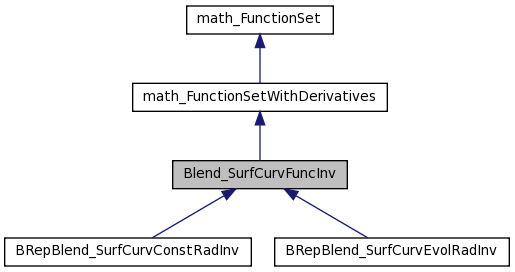 math_FunctionSet
math_FunctionSetWithDerivatives
Blend_SurfCurvFuncInv
BRepBlend_SurfCurvConstRadInv
BRepBlend_SurfCurvEvolRadInv